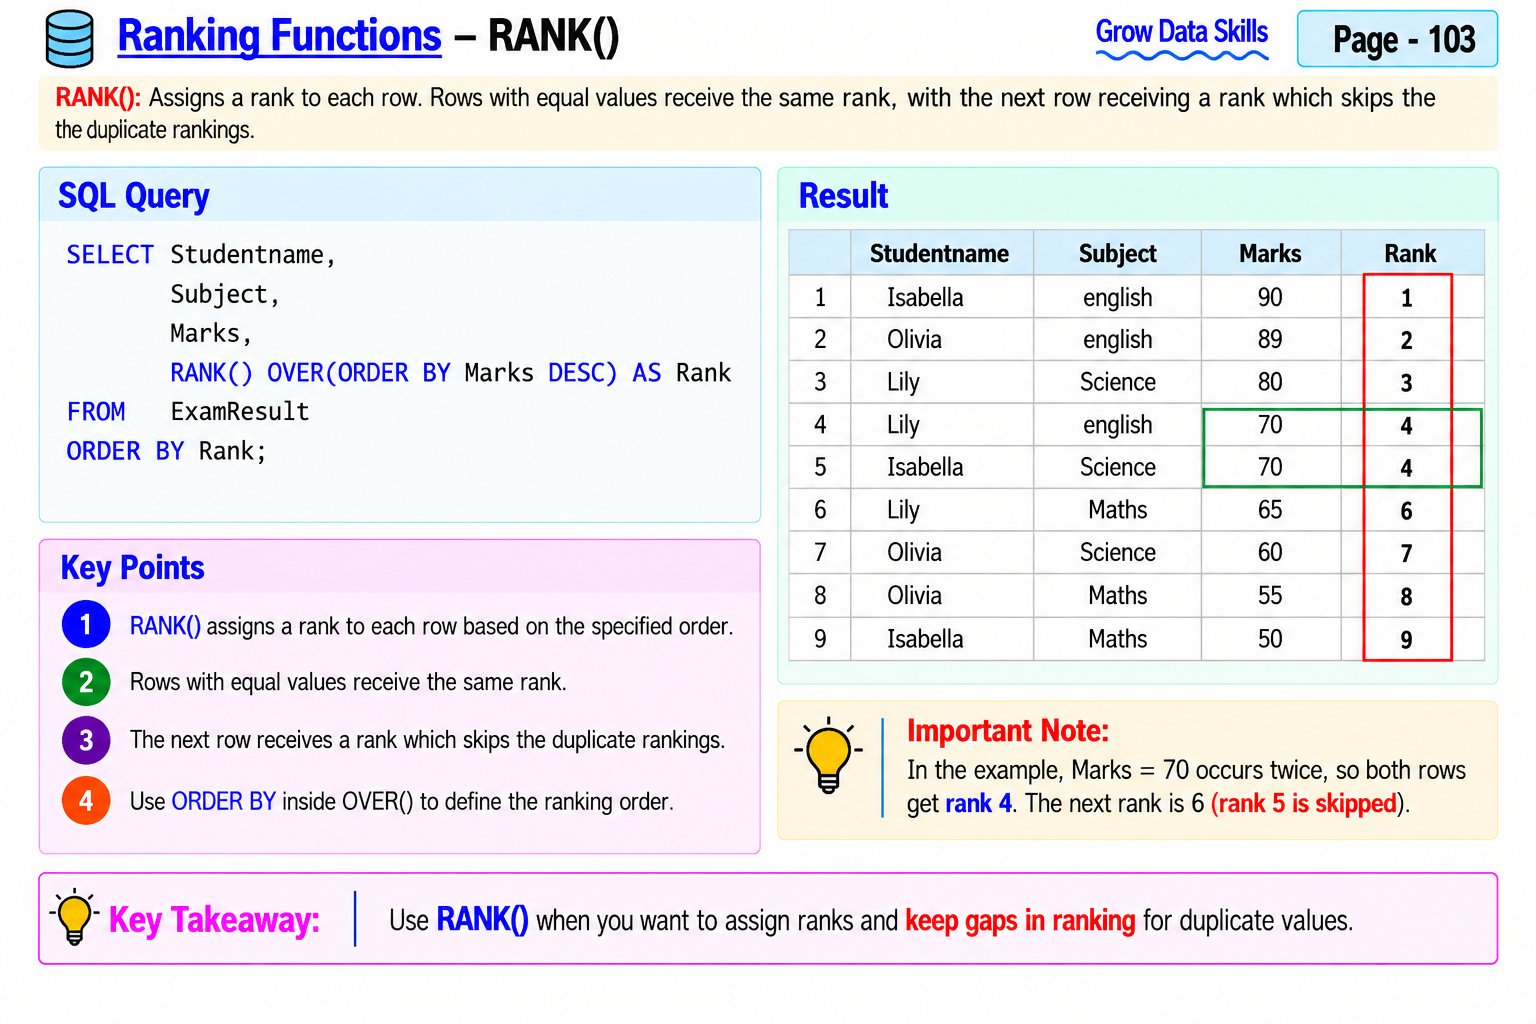 Ranking Functions – RANK()
Grow Data Skills
Page - 103
RANK(): Assigns a rank to each row. Rows with equal values receive the same rank, with the next row receiving a rank which skips the
the duplicate rankings.
SQL Query
SELECT Studentname,
Subject,
Marks,
RANK() OVER(ORDER BY Marks DESC) AS Rank
FROM ExamResult
ORDER BY Rank;
Key Points
1 RANK() assigns a rank to each row based on the specified order.
2 Rows with equal values receive the same rank.
3 The next row receives a rank which skips the duplicate rankings.
4 Use ORDER BY inside OVER() to define the ranking order.
Result
Studentname Subject Marks Rank
1 Isabella english 90 1
2 Olivia english 89 2
3 Lily Science 80 3
4 Lily english 70 4
5 Isabella Science 70 4
6 Lily Maths 65 6
7 Olivia Science 60 7
8 Olivia Maths 55 8
9 Isabella Maths 50 9
Important Note:
In the example, Marks = 70 occurs twice, so both rows
get rank 4. The next rank is 6 (rank 5 is skipped).
Key Takeaway:
Use RANK() when you want to assign ranks and keep gaps in ranking for duplicate values.